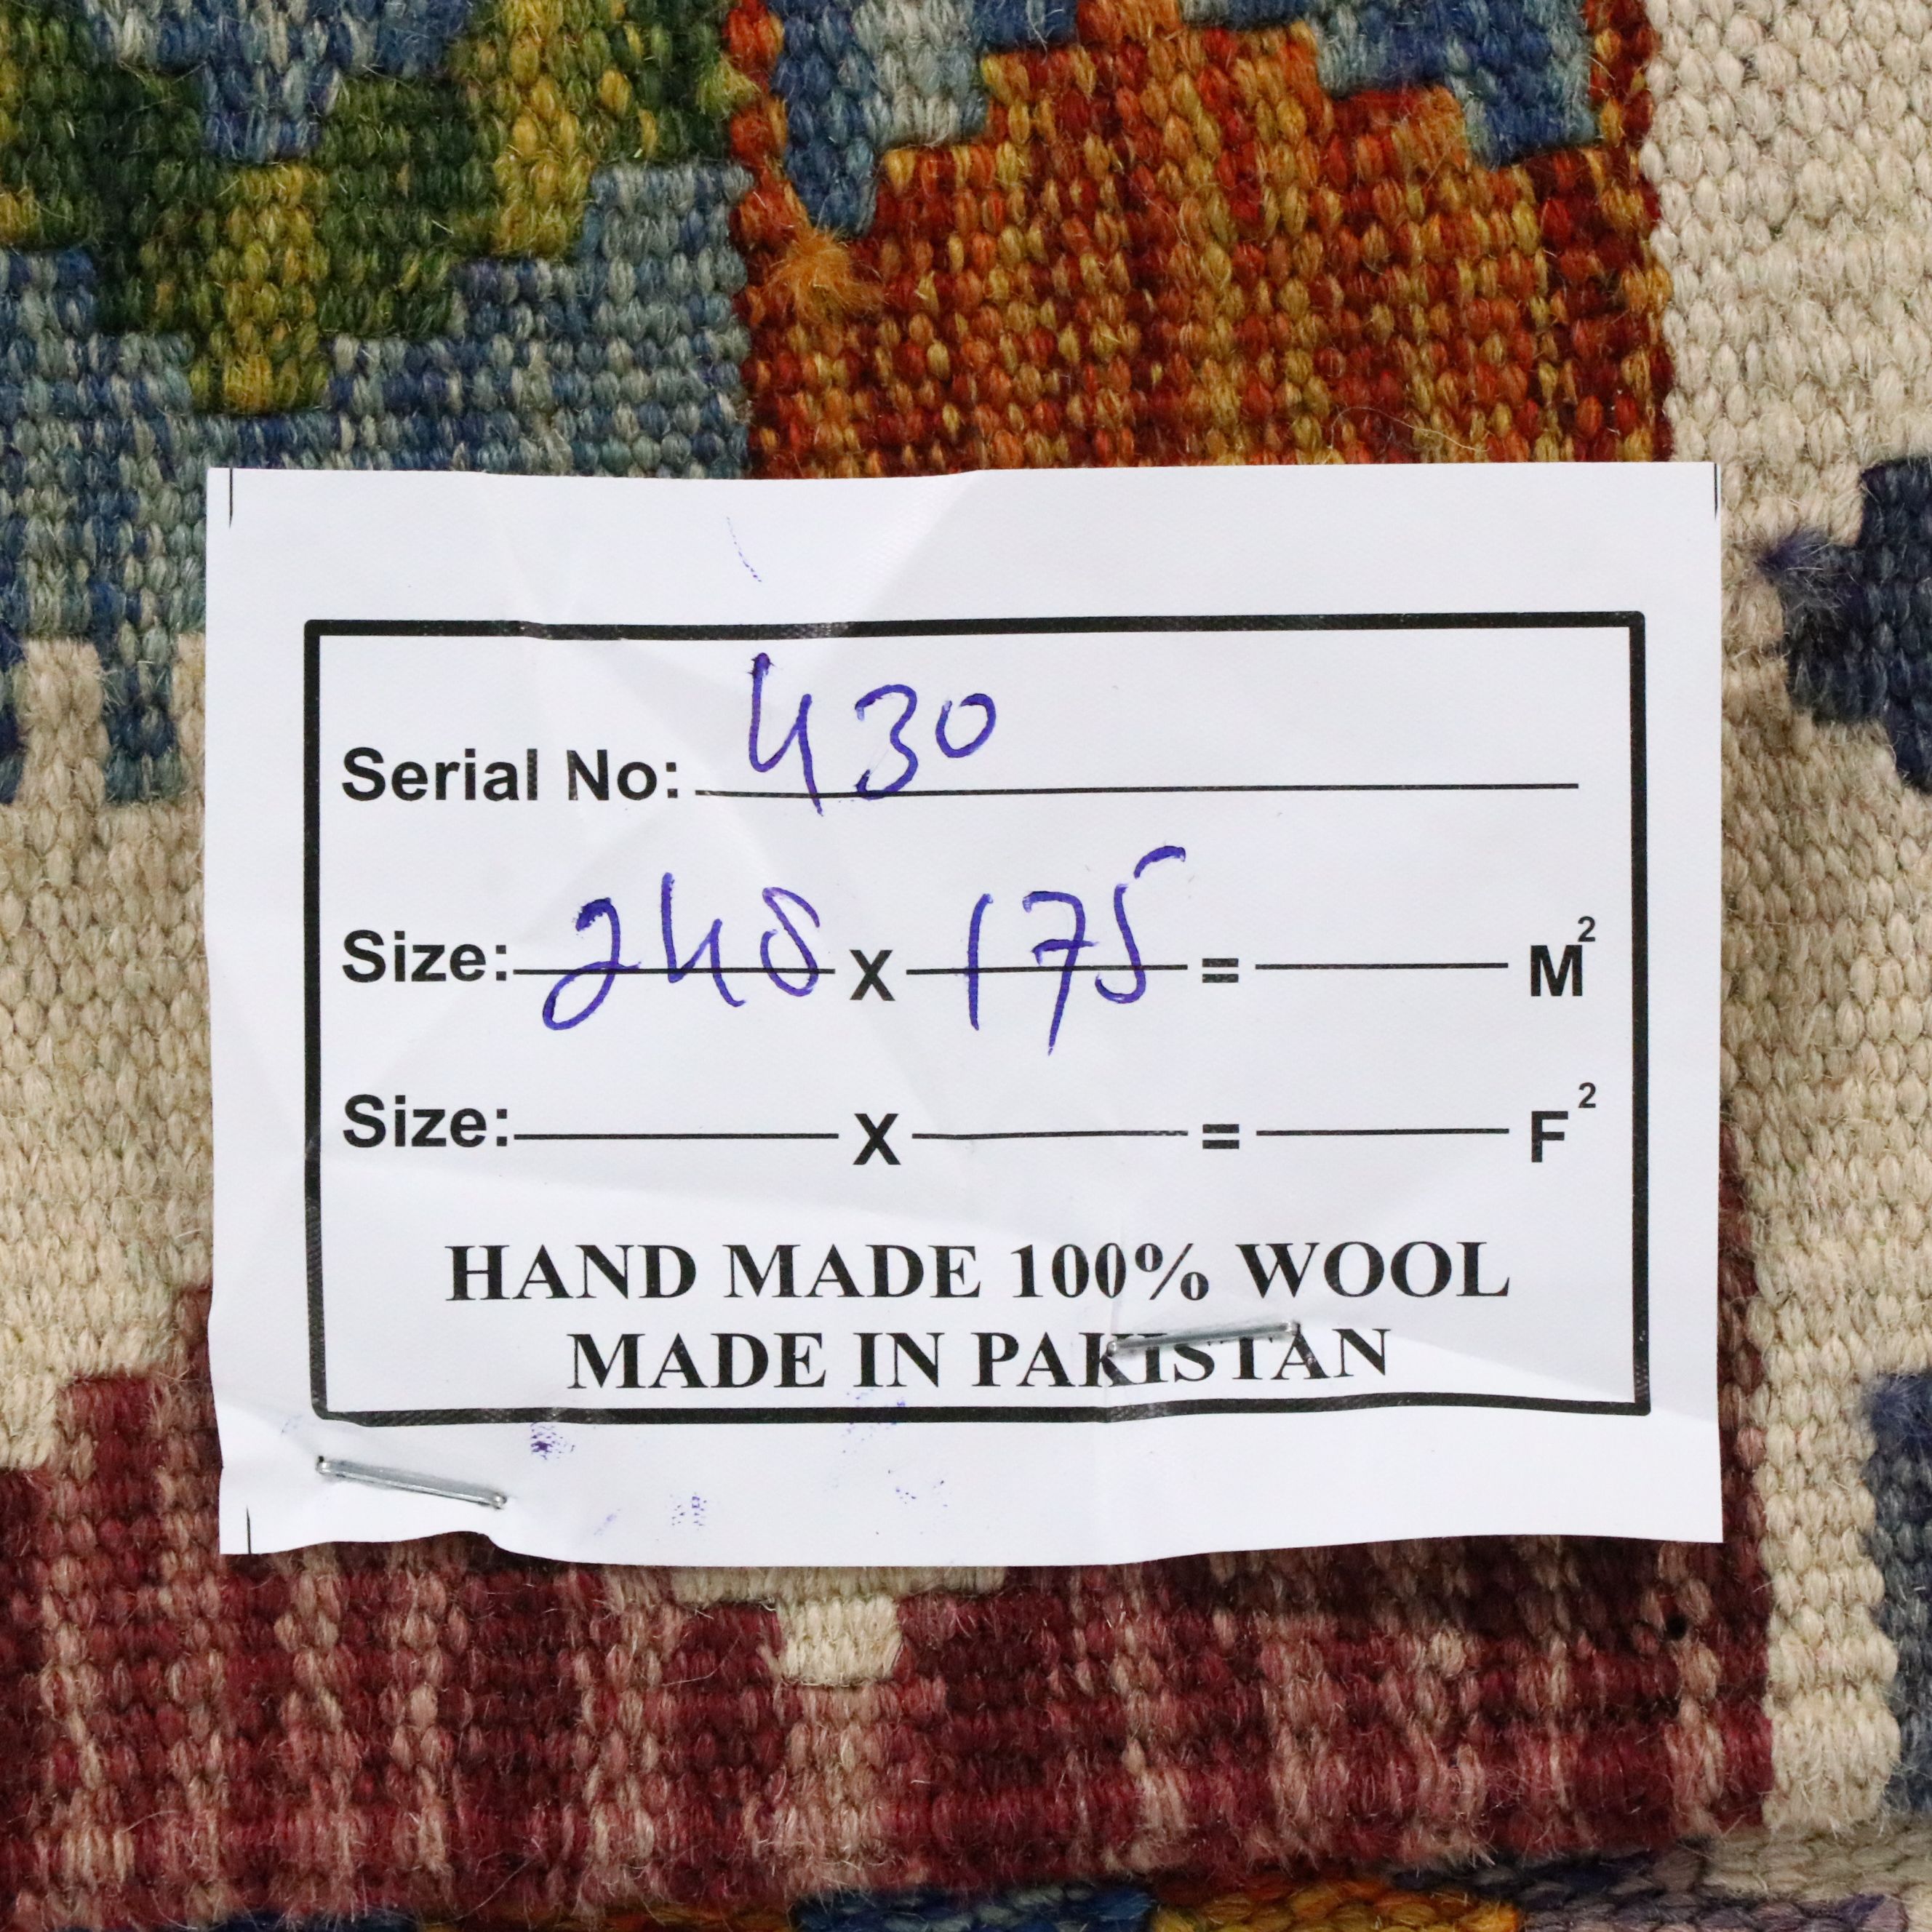 Serial No: 430
Size: 248 X 175 = M²
Size: X = F²
HAND MADE 100% WOOL
MADE IN PAKISTAN